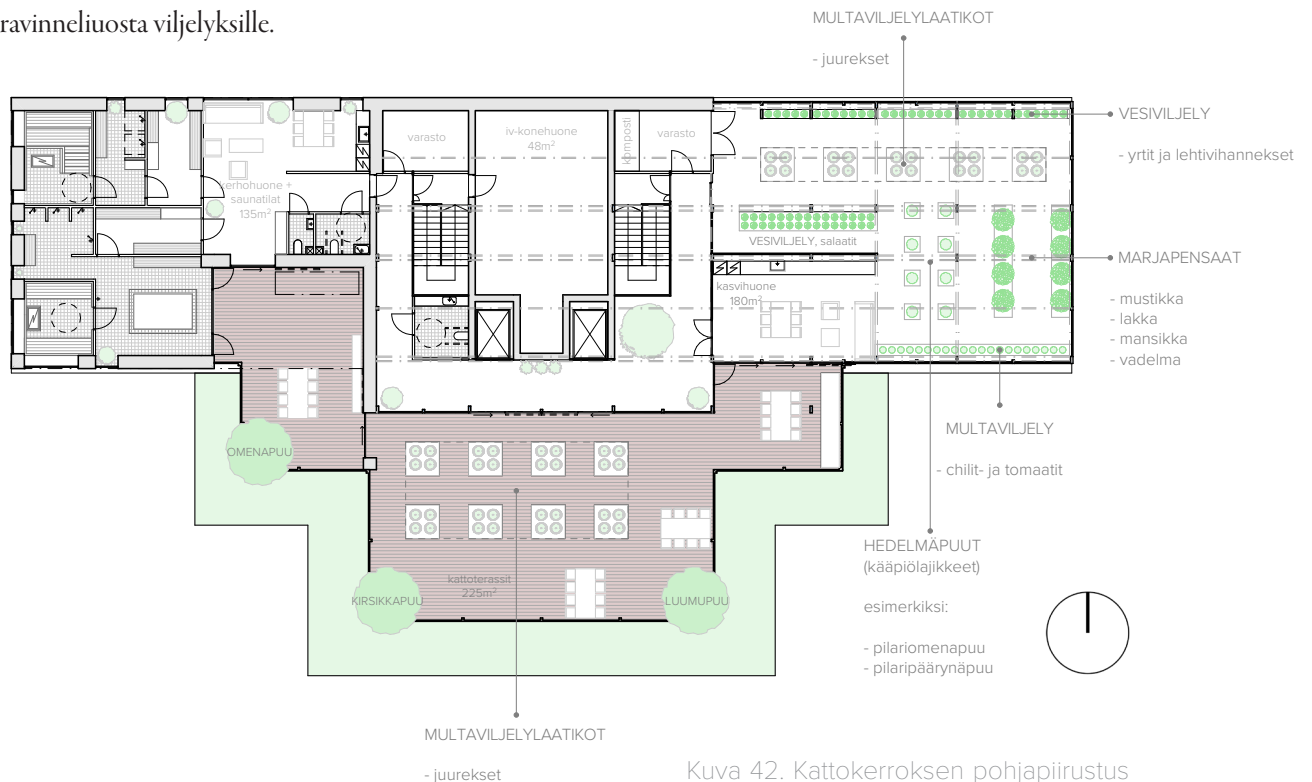 ravinneliuosta viljelyksille.
MULTAVILJELYLAATIKOT
- juurekset
VESIVILJELY
- yrtit ja lehtivihannekset
varasto
iv-konehuone
48m²
komposti
varasto
kerhohuone +
saunatilat
135m²
VESIVILJELY, salaatit
kasvihuone
180m²
MARJAPENSAAT
- mustikka
- lakka
- mansikka
- vadelma
MULTAVILJELY
- chilit- ja tomaatit
OMENAPUU
HEDELMÄPUUT
(kääpiölajikkeet)
esimerkiksi:
- pilariomenapuu
- pilaripäärynäpuu
kattoterassit
225m²
KIRSIKKAPUU
LUUMUPUU
MULTAVILJELYLAATIKOT
- juurekset
Kuva 42. Kattokerroksen pohjapiirustus